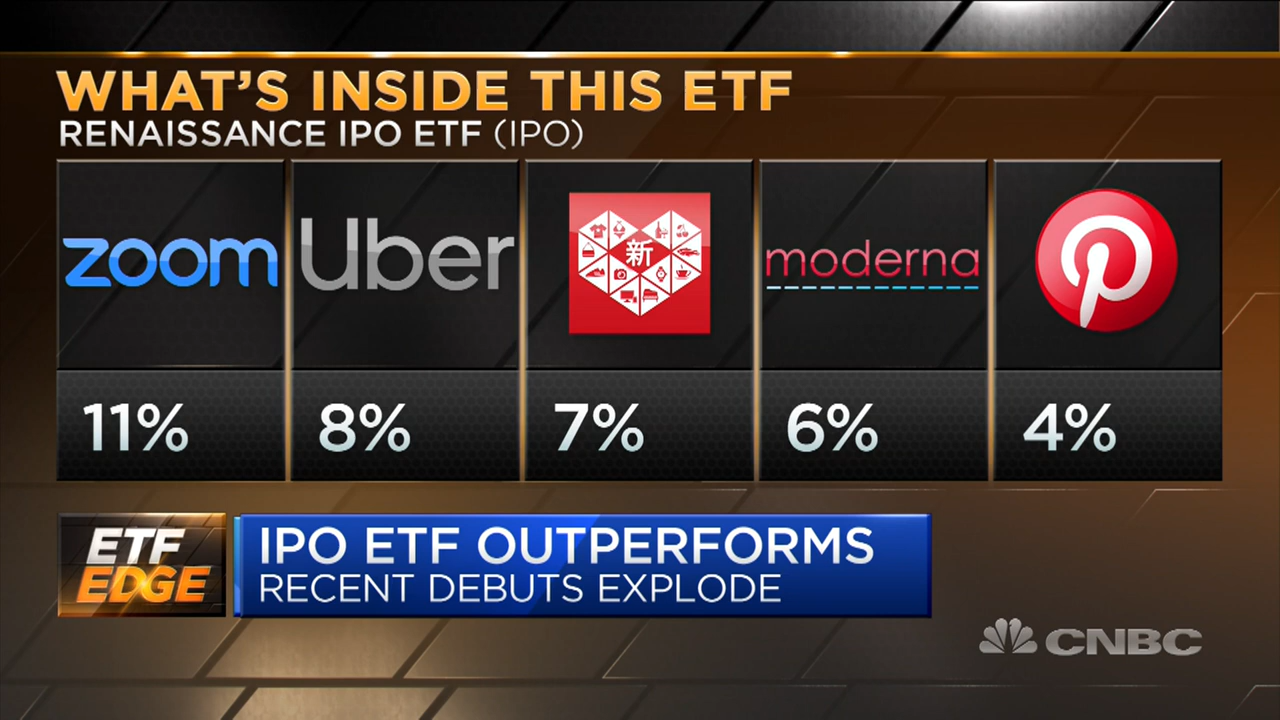 WHAT'S INSIDE THIS ETF
RENAISSANCE IPO ETF (IPO)
zoom
Uber
新
moderna
11%
8%
7%
6%
4%
ETF
EDGE
IPO ETF OUTPERFORMS
RECENT DEBUTS EXPLODE
CNBC